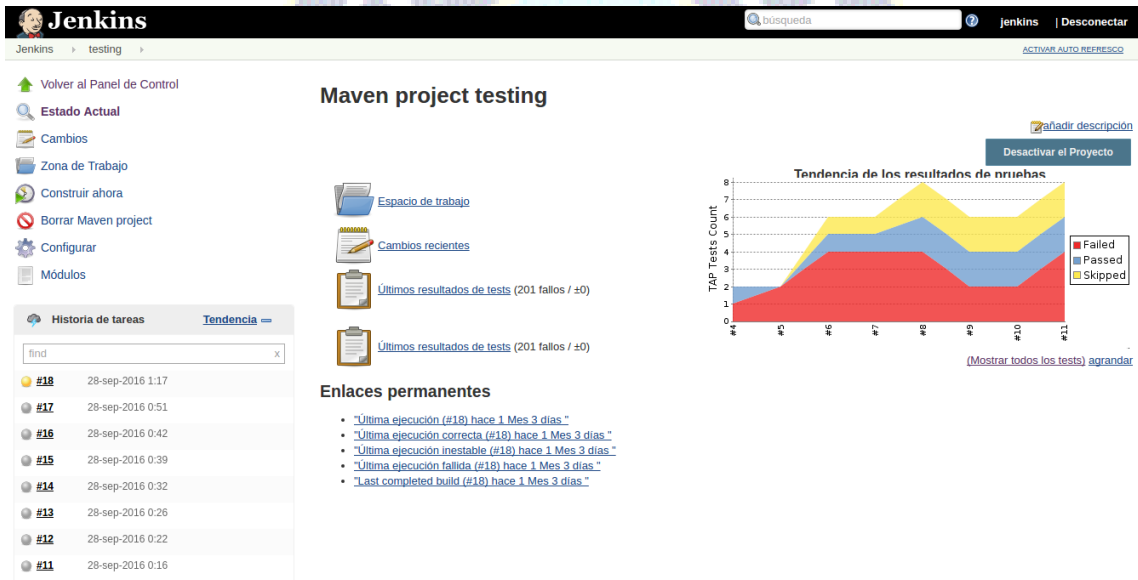 Jenkins
búsqueda
jenkins | Desconectar
Jenkins testing
ACTIVAR AUTO REFRESCO
Volver al Panel de Control
Estado Actual
Cambios
Zona de Trabajo
Construir ahora
Borrar Maven project
Configurar
Módulos
Historia de tareas Tendencia
find x
#18 28-sep-2016 1:17
#17 28-sep-2016 0:51
#16 28-sep-2016 0:42
#15 28-sep-2016 0:39
#14 28-sep-2016 0:32
#13 28-sep-2016 0:26
#12 28-sep-2016 0:22
#11 28-sep-2016 0:16
Maven project testing
añadir descripción
Desactivar el Proyecto
Espacio de trabajo
Cambios recientes
Últimos resultados de tests (201 fallos / ±0)
Últimos resultados de tests (201 fallos / ±0)
Tendencia de los resultados de pruebas
TAP Tests Count
8
7
6
5
4
3
2
1
0
#4 #5 #6 #7 #8 #9 #10 #11
Failed
Passed
Skipped
(Mostrar todos los tests) agrandar
Enlaces permanentes
"Última ejecución (#18) hace 1 Mes 3 días "
"Última ejecución correcta (#18) hace 1 Mes 3 días "
"Última ejecución inestable (#18) hace 1 Mes 3 días "
"Última ejecución fallida (#18) hace 1 Mes 3 días "
"Last completed build (#18) hace 1 Mes 3 días "